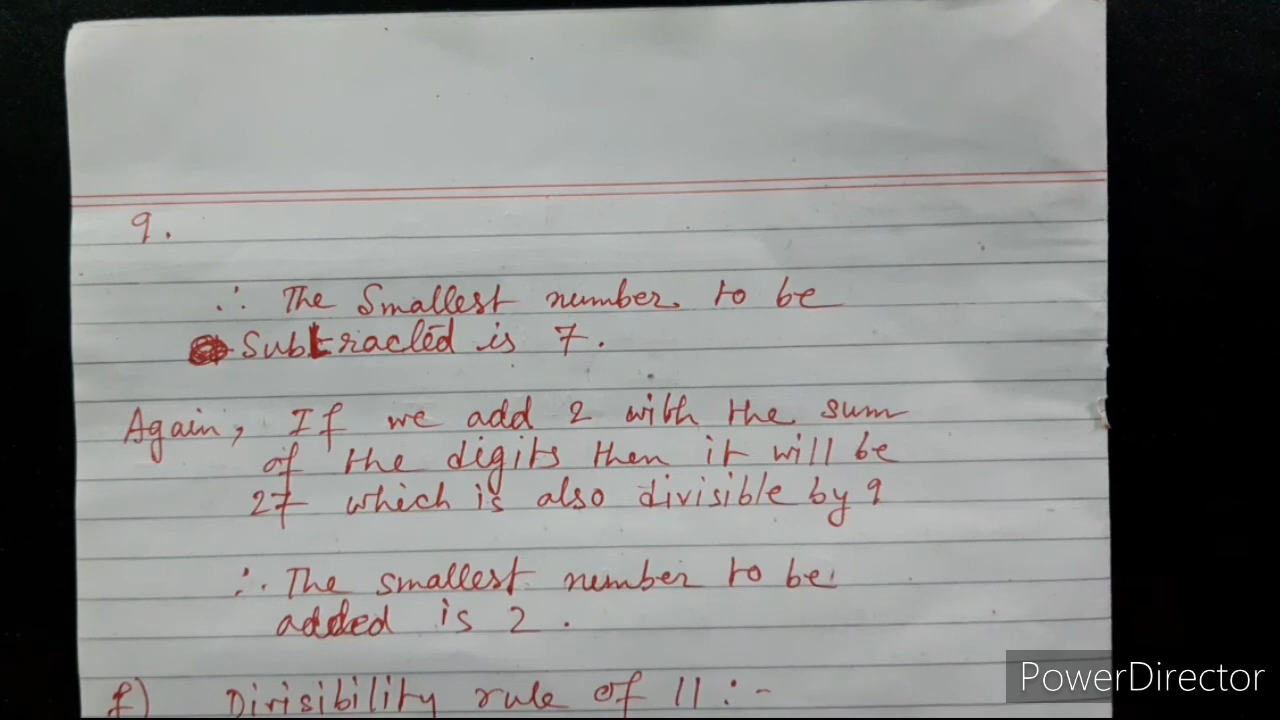 9.
∴ The Smallest number to be
Subtracted is 7.
Again, If we add 2 with the sum
of the digits then it will be
27 which is also divisible by 9
∴ The smallest number to be
added is 2.
f) Divisibility rule of 11 :-
PowerDirector